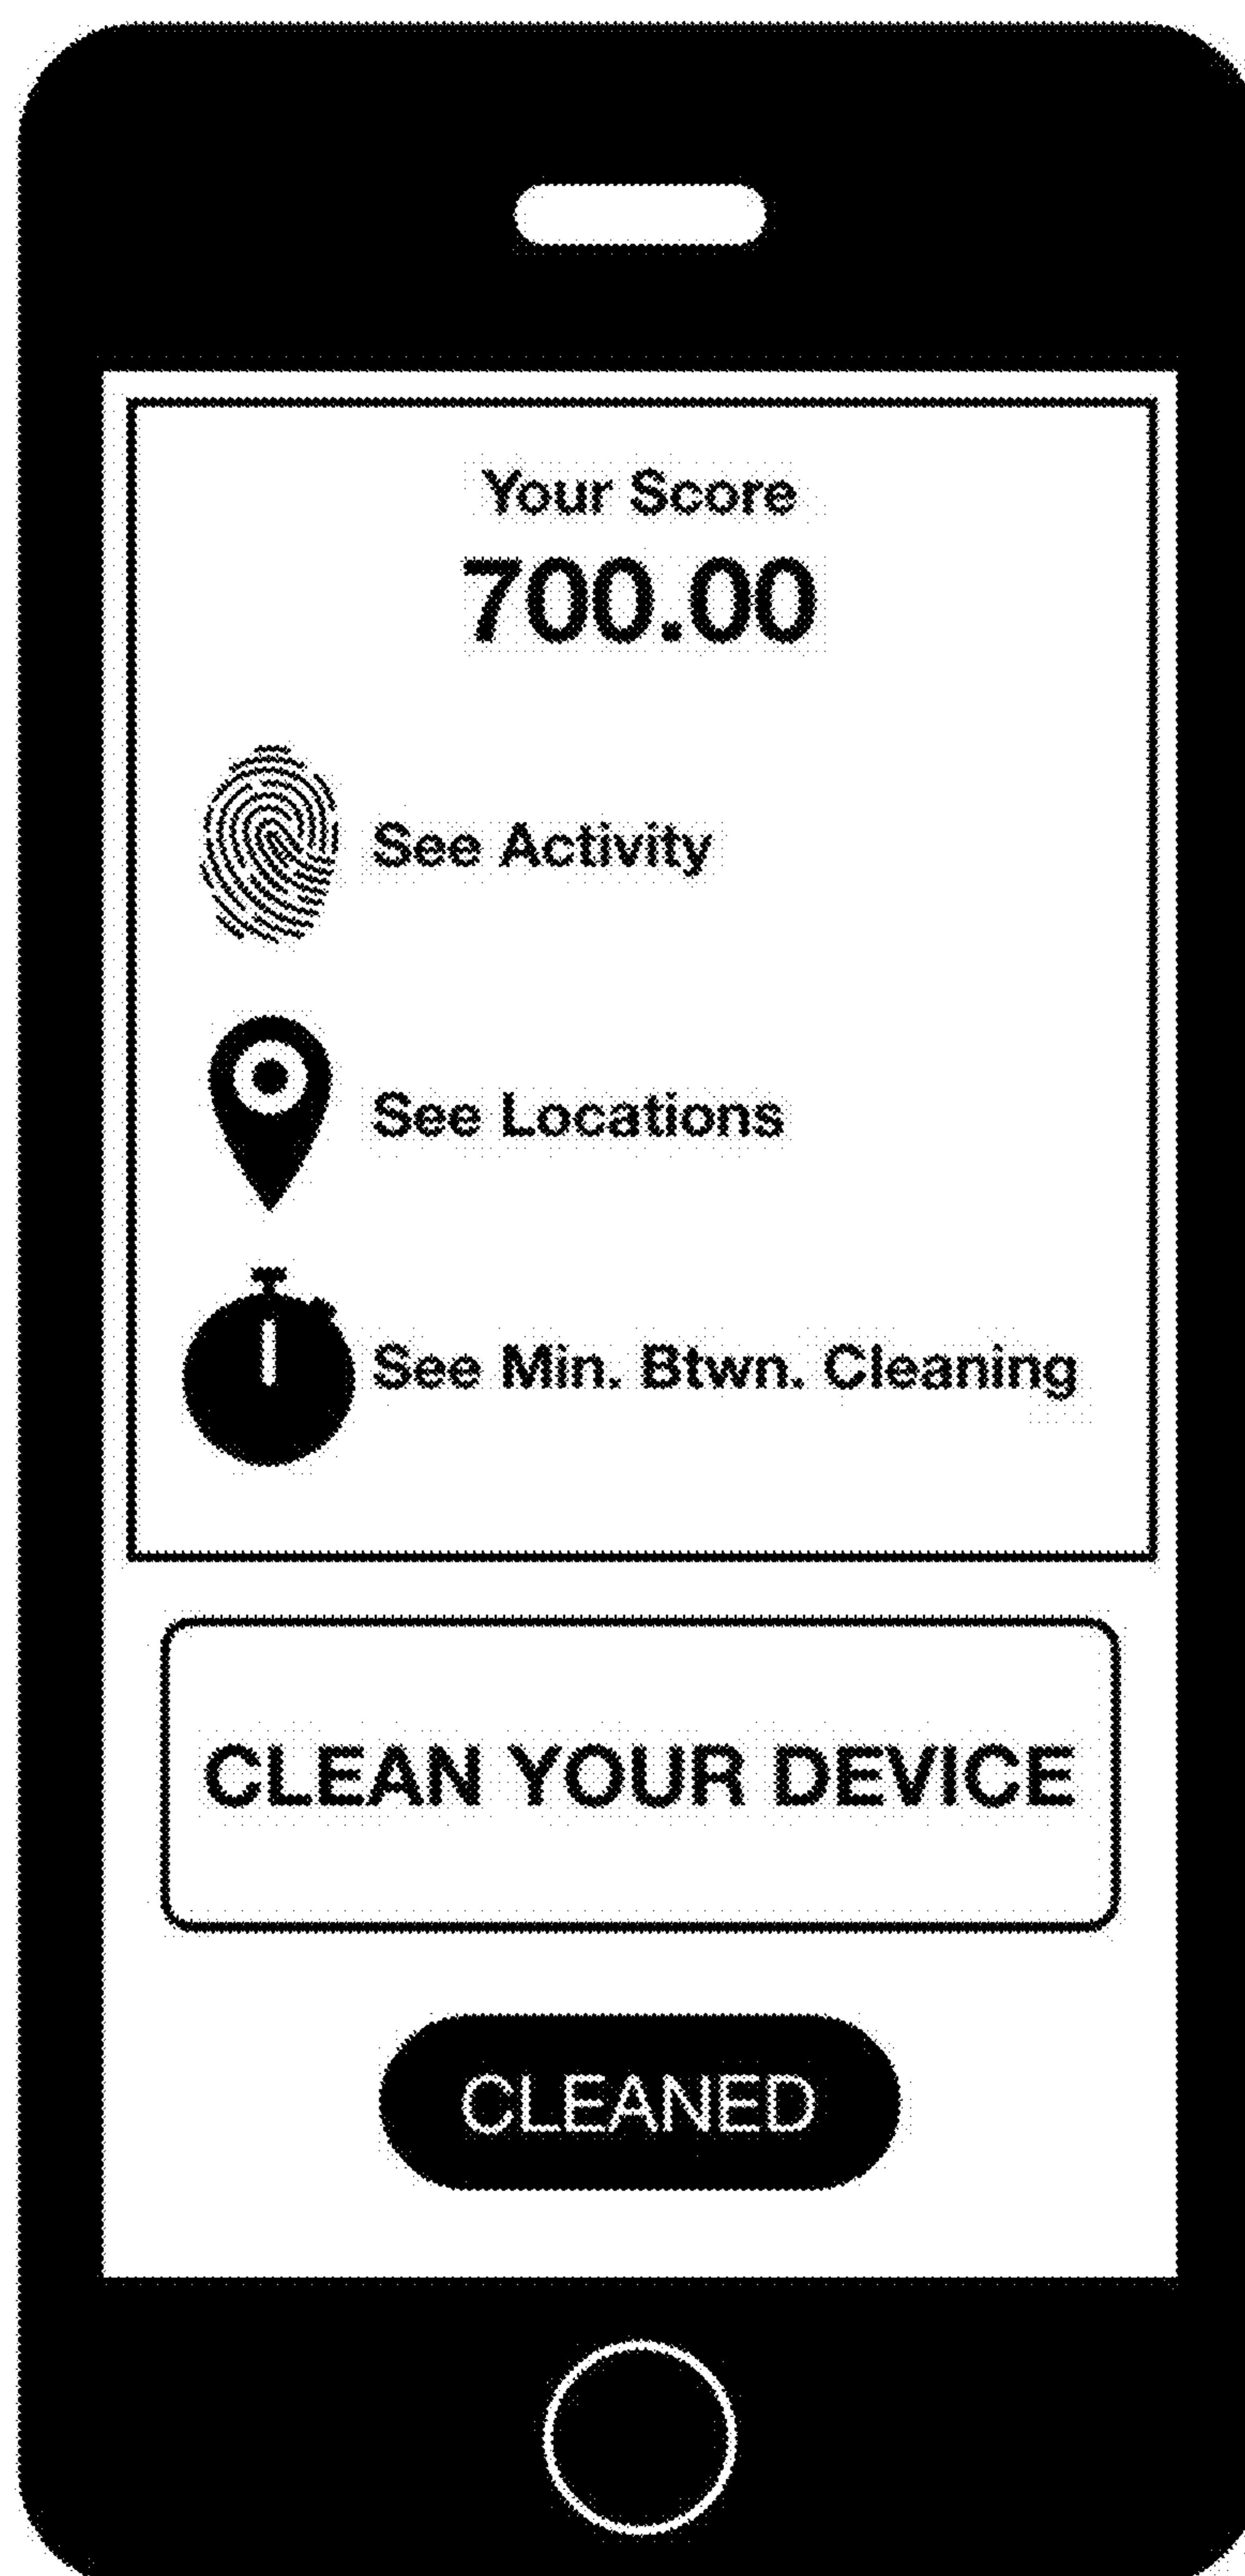 Your Score
700.00
See Activity
See Locations
See Min. Btwn. Cleaning
CLEAN YOUR DEVICE
CLEANED